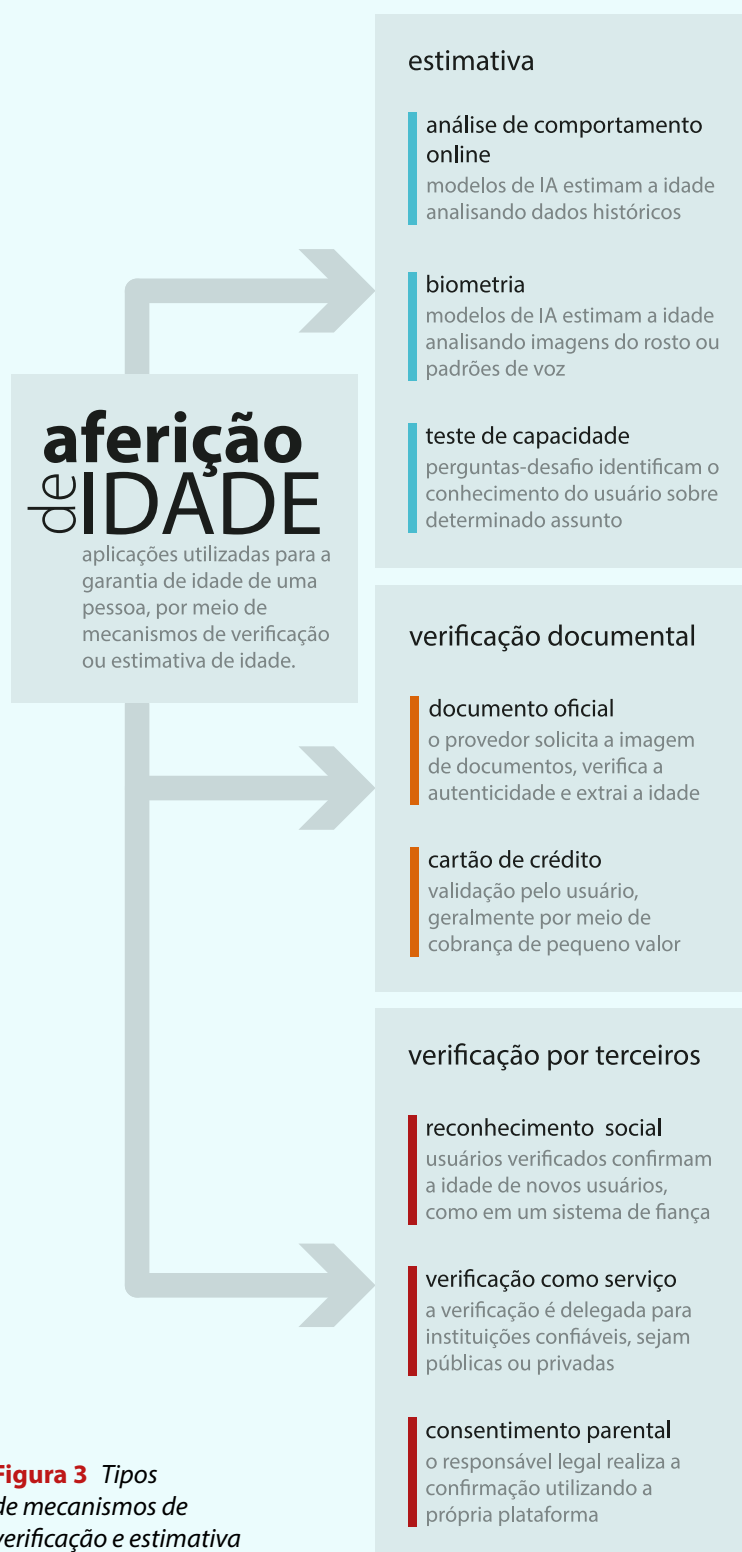 estimativa
análise de comportamento
online
modelos de IA estimam a idade
analisando dados históricos
biometria
modelos de IA estimam a idade
analisando imagens do rosto ou
padrões de voz
teste de capacidade
perguntas-desafio identificam o
conhecimento do usuário sobre
determinado assunto
aferição
de IDADE
aplicações utilizadas para a
garantia de idade de uma
pessoa, por meio de
mecanismos de verificação
ou estimativa de idade.
verificação documental
documento oficial
o provedor solicita a imagem
de documentos, verifica a
autenticidade e extrai a idade
cartão de crédito
validação pelo usuário,
geralmente por meio de
cobrança de pequeno valor
verificação por terceiros
reconhecimento social
usuários verificados confirmam
a idade de novos usuários,
como em um sistema de fiança
verificação como serviço
a verificação é delegada para
instituições confiáveis, sejam
públicas ou privadas
consentimento parental
o responsável legal realiza a
confirmação utilizando a
própria plataforma
Figura 3 Tipos
de mecanismos de
verificação e estimativa